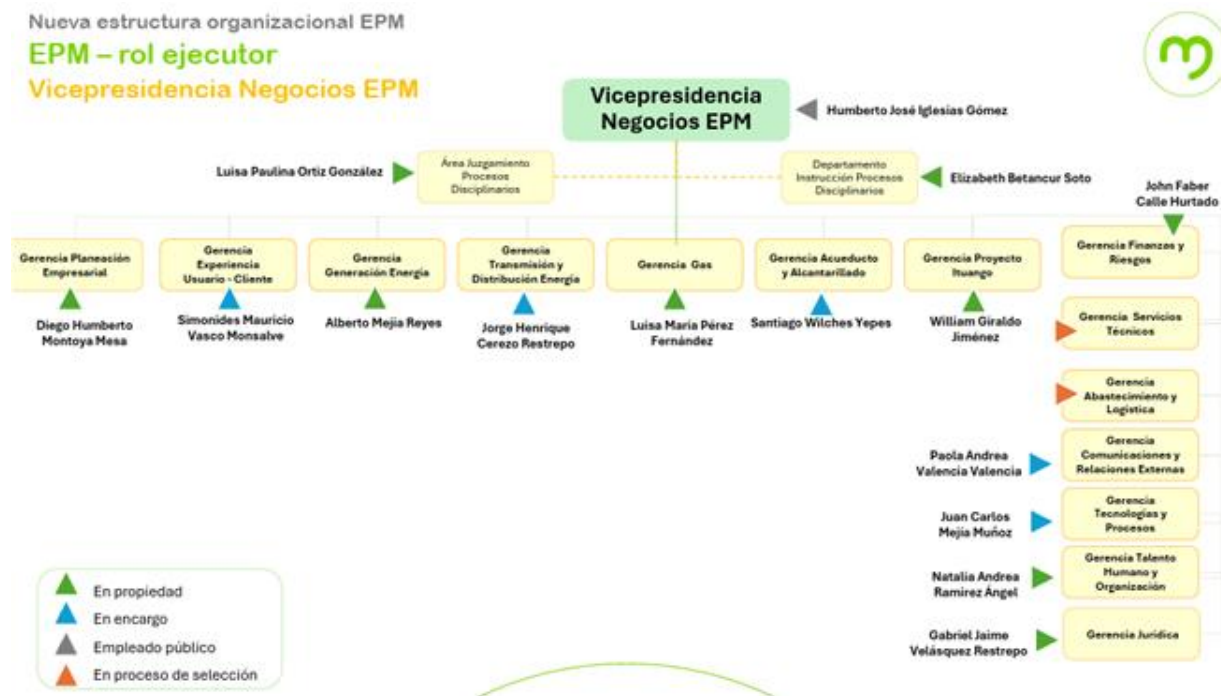 Nueva estructura organizacional EPM
EPM – rol ejecutor
Vicepresidencia Negocios EPM
Vicepresidencia
Negocios EPM
Humberto José Iglesias Gómez
Luisa Paulina Ortiz González
Área Juzgamiento
Procesos
Disciplinarios
Departamento
Instrucción Procesos
Disciplinarios
Elizabeth Betancur Soto
John Faber
Calle Hurtado
Gerencia Planeación
Empresarial
Gerencia
Experiencia
Usuario - Cliente
Gerencia
Generación Energía
Gerencia
Transmisión y
Distribución Energía
Gerencia Gas
Gerencia Acueducto
y Alcantarillado
Gerencia Proyecto
Ituango
Gerencia Finanzas y
Riesgos
Diego Humberto
Montoya Mesa
Simonides Mauricio
Vasco Monsalve
Alberto Mejía Reyes
Jorge Henrique
Cerezo Restrepo
Luisa María Pérez
Fernández
Santiago Wilches Yepes
William Giraldo
Jiménez
Gerencia Servicios
Técnicos
Gerencia
Abastecimiento y
Logística
Paola Andrea
Valencia Valencia
Gerencia
Comunicaciones y
Relaciones Externas
Juan Carlos
Mejía Muñoz
Gerencia
Tecnologías y
Procesos
Natalia Andrea
Ramírez Ángel
Gerencia Talento
Humano y
Organización
Gabriel Jaime
Velásquez Restrepo
Gerencia Jurídica
En propiedad
En encargo
Empleado público
En proceso de selección